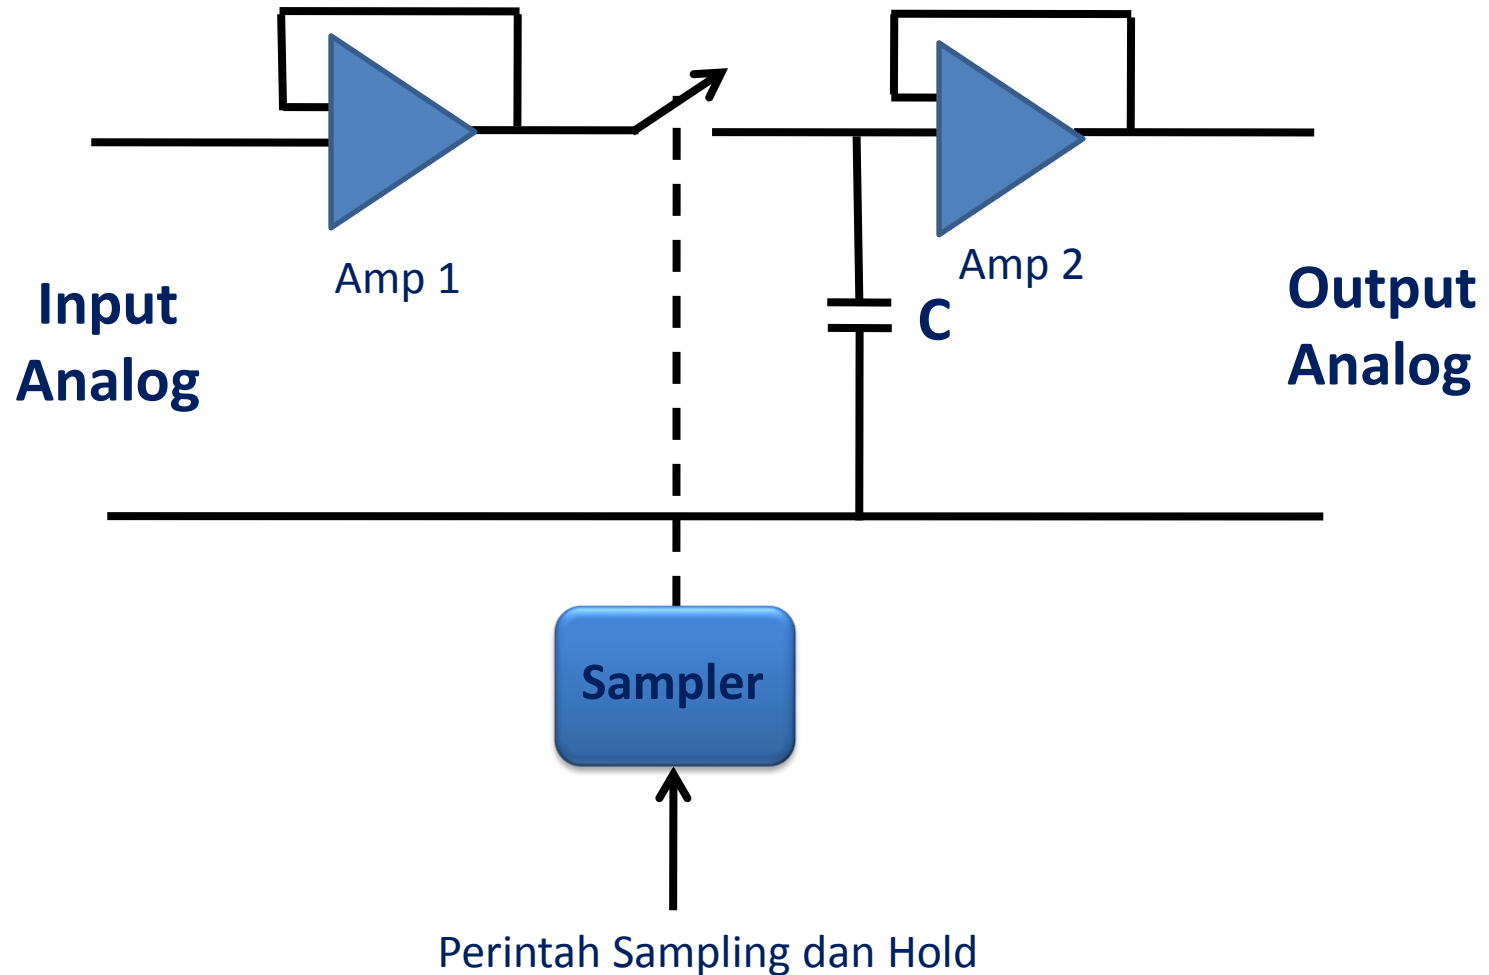 Amp 1
Amp 2
Input
Analog
C
Output
Analog
Sampler
Perintah Sampling dan Hold